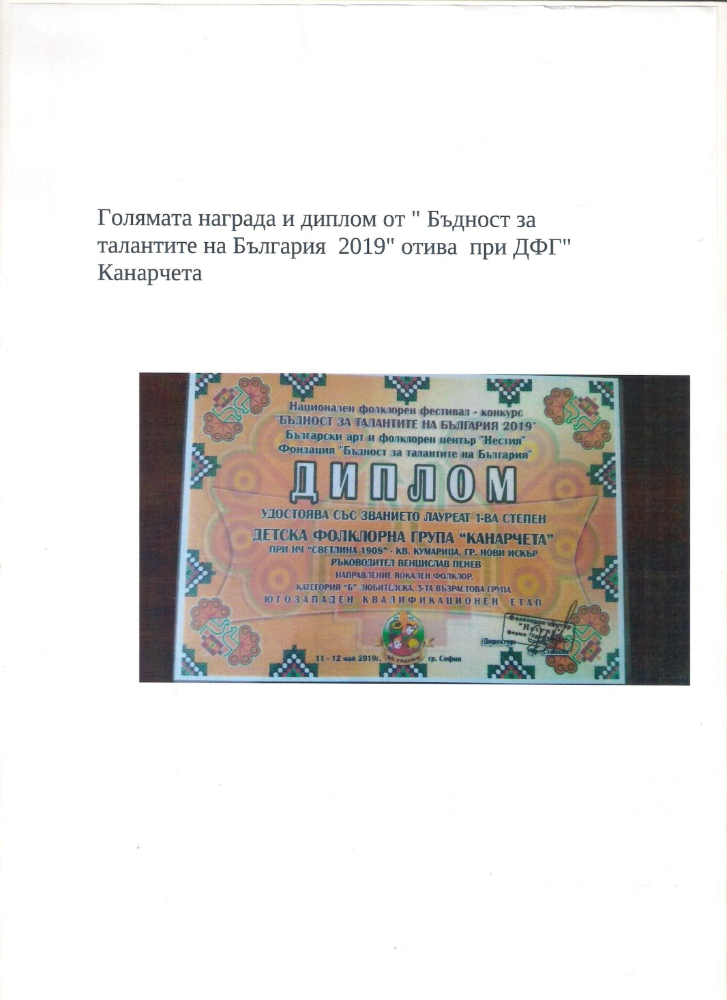 Голямата награда и диплом от " Бъдност за
талантите на България  2019" отива  при ДФГ"
Канарчета
Национален фолклорен фестивал - конкурс
"БЪДНОСТ ЗА ТАЛАНТИТЕ НА БЪЛГАРИЯ 2019"
Български арт и фолклорен център "Нестия"
Фондация "Бъдност за талантите на България"
ДИПЛОМ
УДОСТОЯВА СЪС ЗВАНИЕТО ЛАУРЕАТ 1-ВА СТЕПЕН
ДЕТСКА ФОЛКЛОРНА ГРУПА “КАНАРЧЕТА”
ПРИ НЧ “СВЕТЛИНА 1908” - КВ. КУМАРИЦА, ГР. НОВИ ИСКЪР
РЪКОВОДИТЕЛ ВЕНЦИСЛАВ ПЕНЕВ
НАПРАВЛЕНИЕ ВОКАЛЕН ФОЛКЛОР,
КАТЕГОРИЯ “Б” ЛЮБИТЕЛСКА, 3-ТА ВЪЗРАСТОВА ГРУПА
ЮГОЗАПАДЕН КВАЛИФИКАЦИОНЕН ЕТАП
Фолклорен център
"Нестия"
фирма
Директор:
Станков
25 ГОДИНИ
11 - 12 май 2019г. гр. София